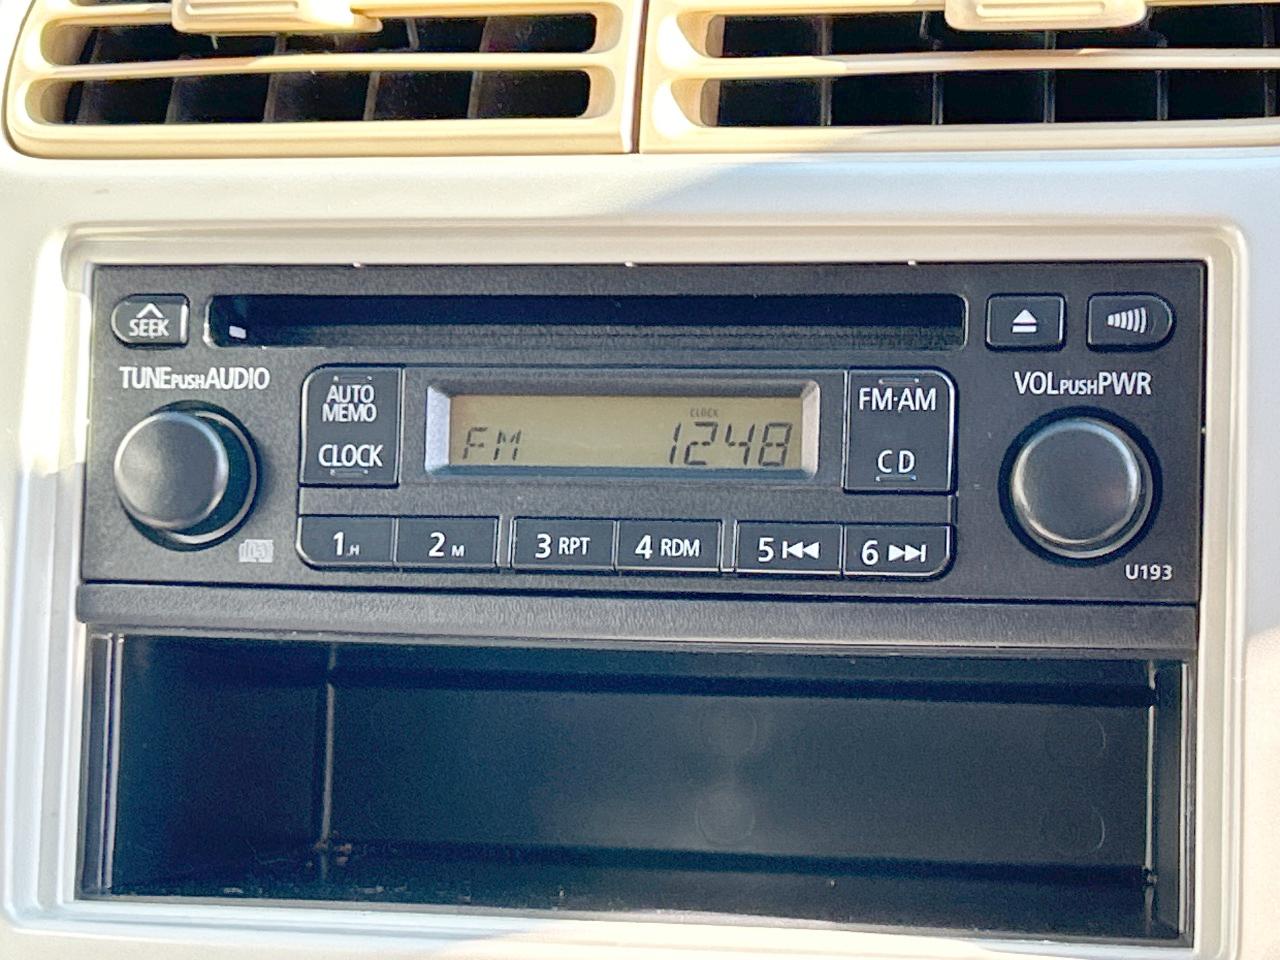 SEEK
TUNE PUSH AUDIO
AUTO
MEMO
CLOCK
CLOCK
FM 1248
FM·AM
CD
VOL PUSH PWR
1
2 M
3 RPT
4 RDM
5
6
U193